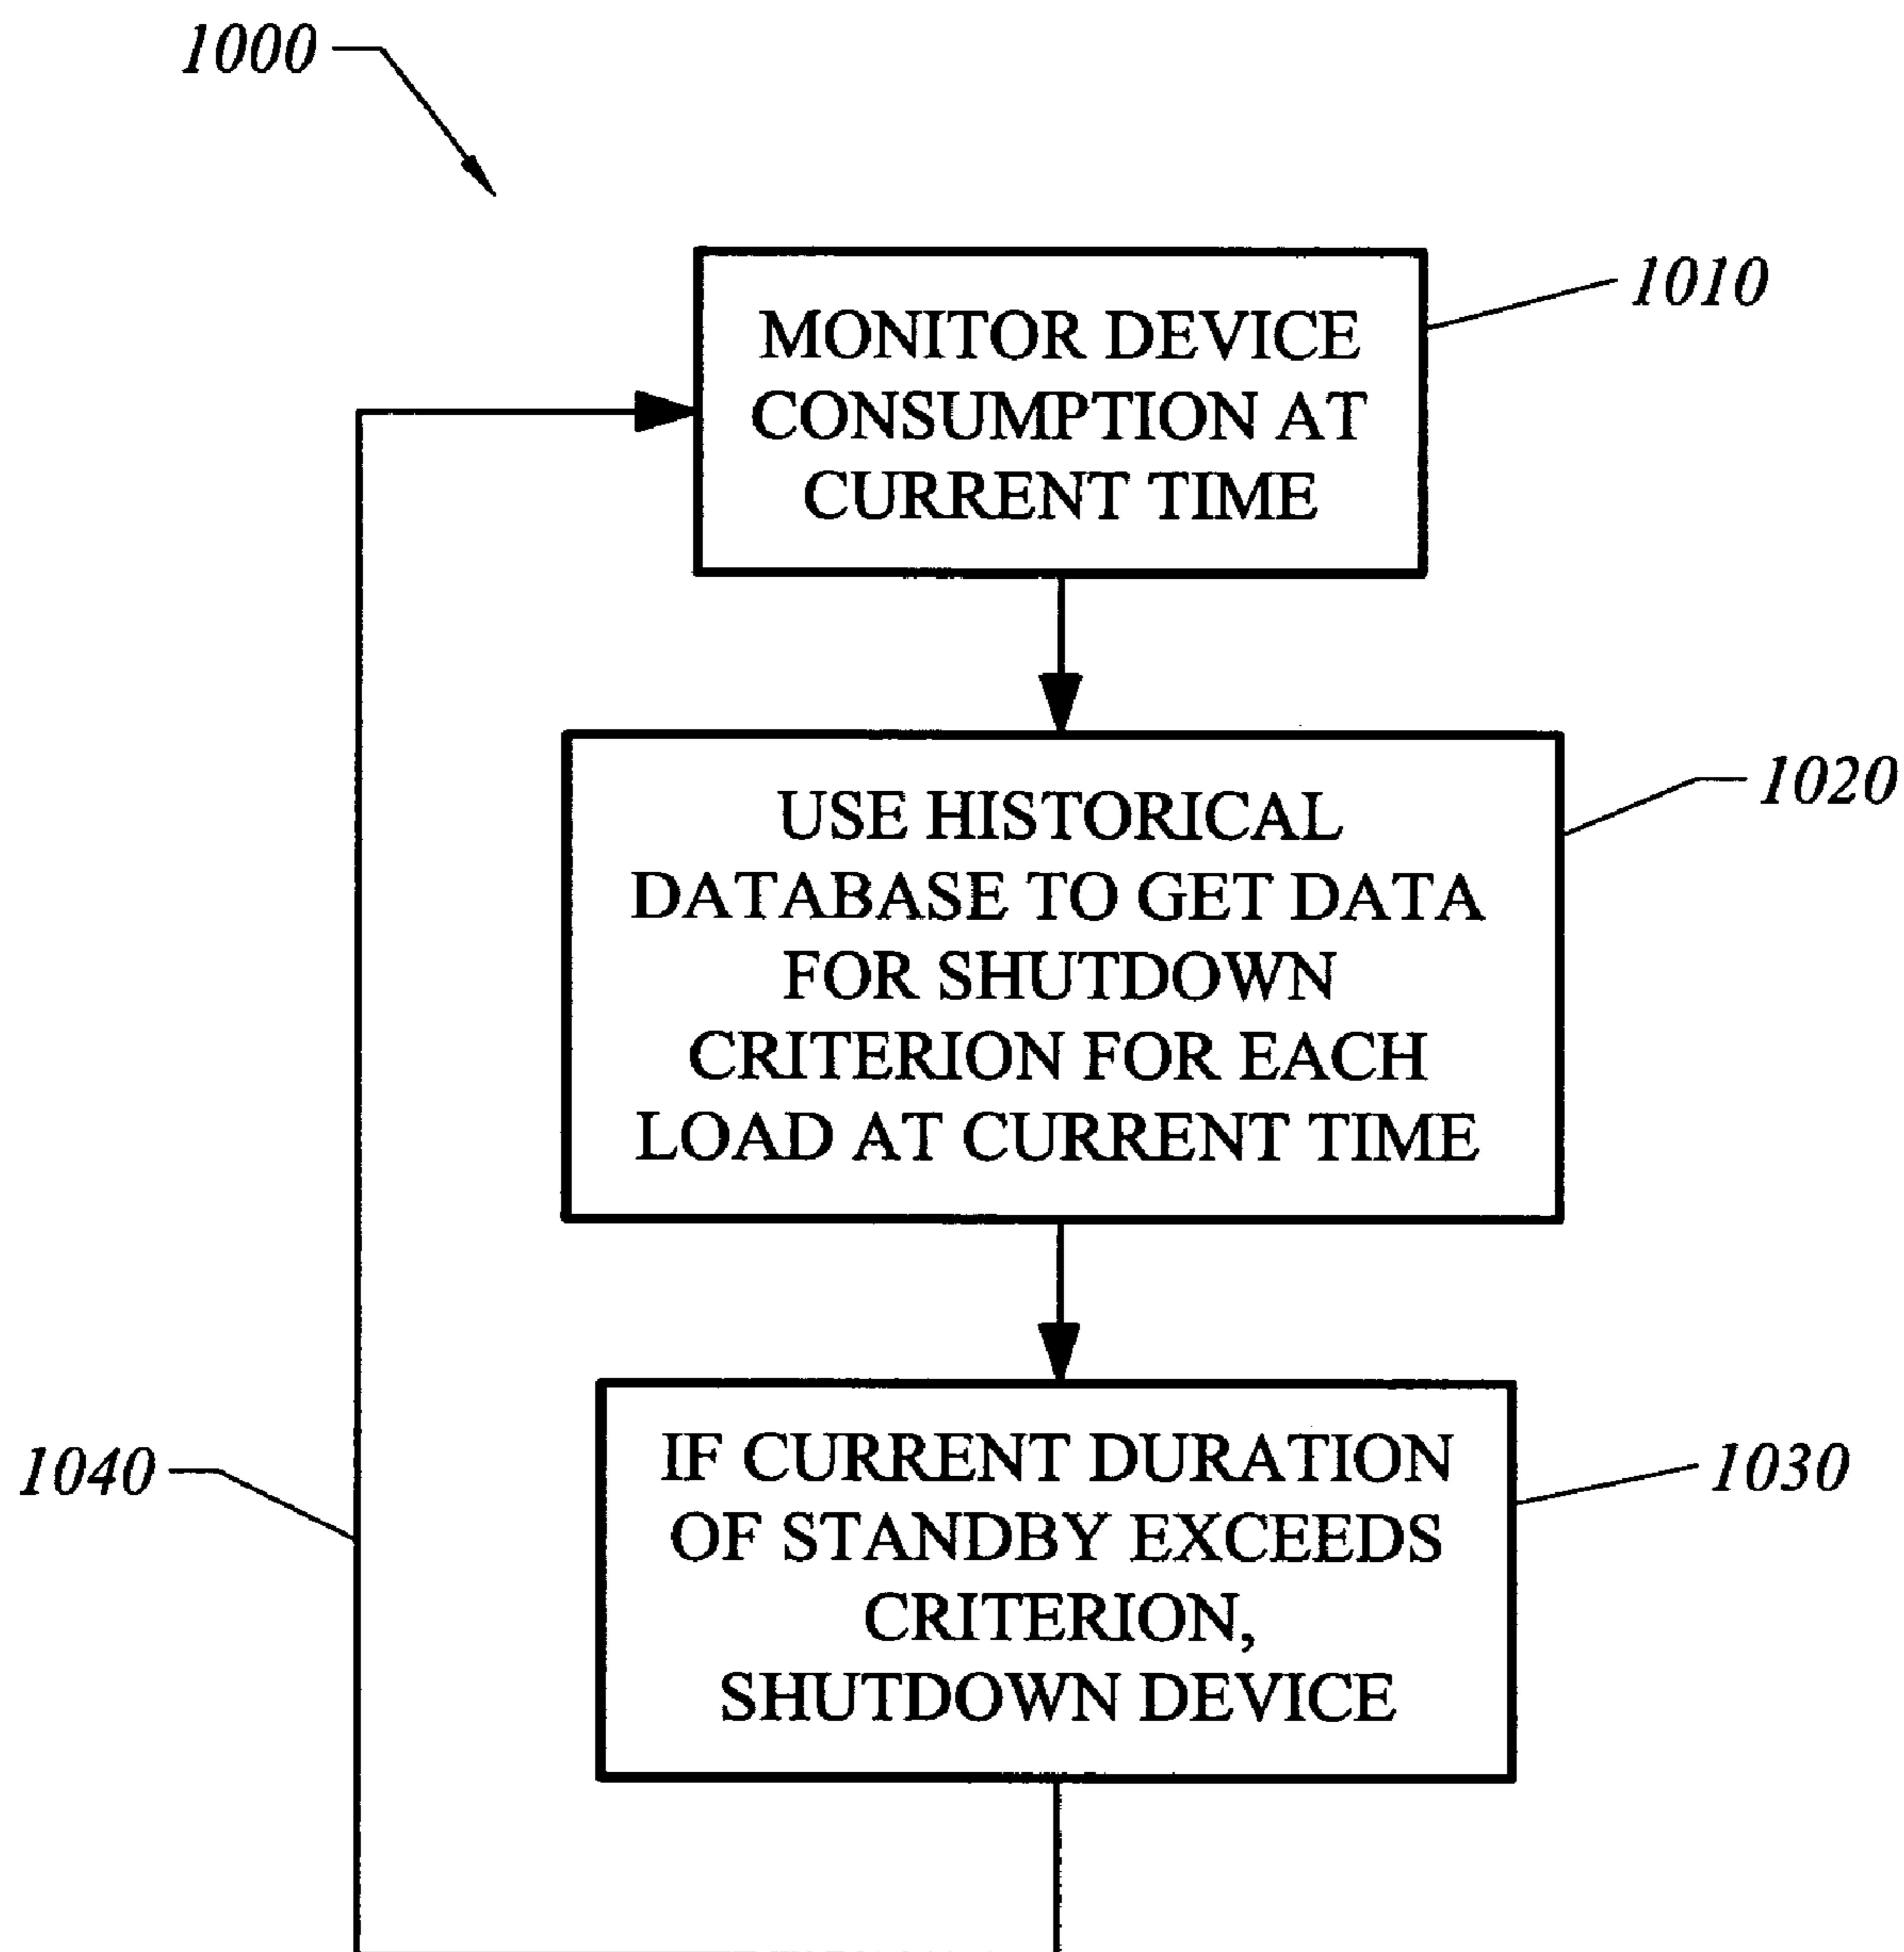 1000
1010
MONITOR DEVICE
CONSUMPTION AT
CURRENT TIME
1020
USE HISTORICAL
DATABASE TO GET DATA
FOR SHUTDOWN
CRITERION FOR EACH
LOAD AT CURRENT TIME
1040
1030
IF CURRENT DURATION
OF STANDBY EXCEEDS
CRITERION,
SHUTDOWN DEVICE